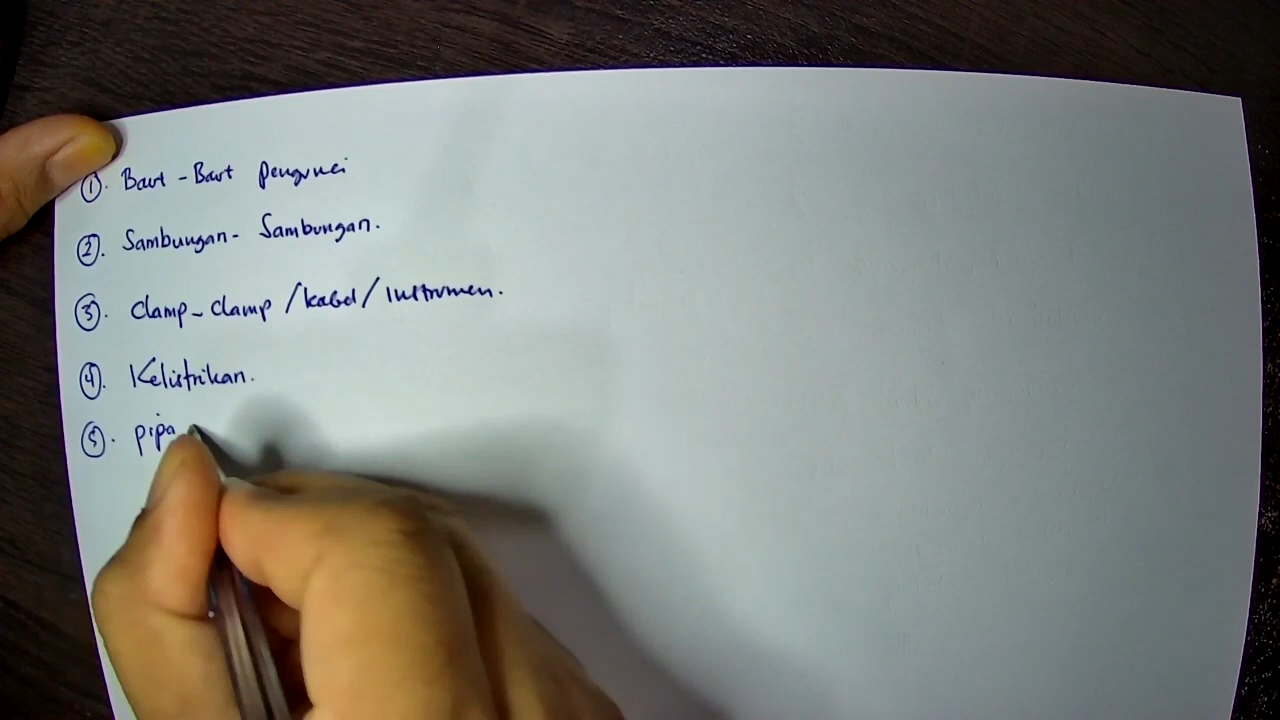 ①. Baut - Baut pengunci
②. Sambungan - Sambungan.
③. Clamp - Clamp / kabel / instrumen.
④. Kelistrikan.
⑤. pipa